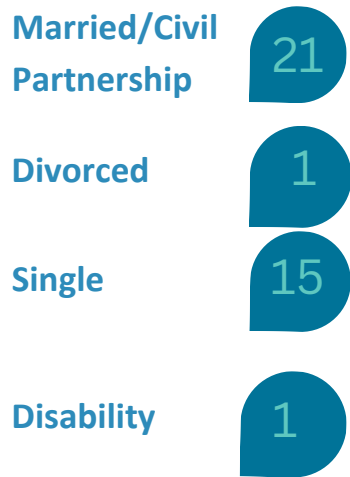 Married/Civil
Partnership
21
Divorced
1
Single
15
Disability
1